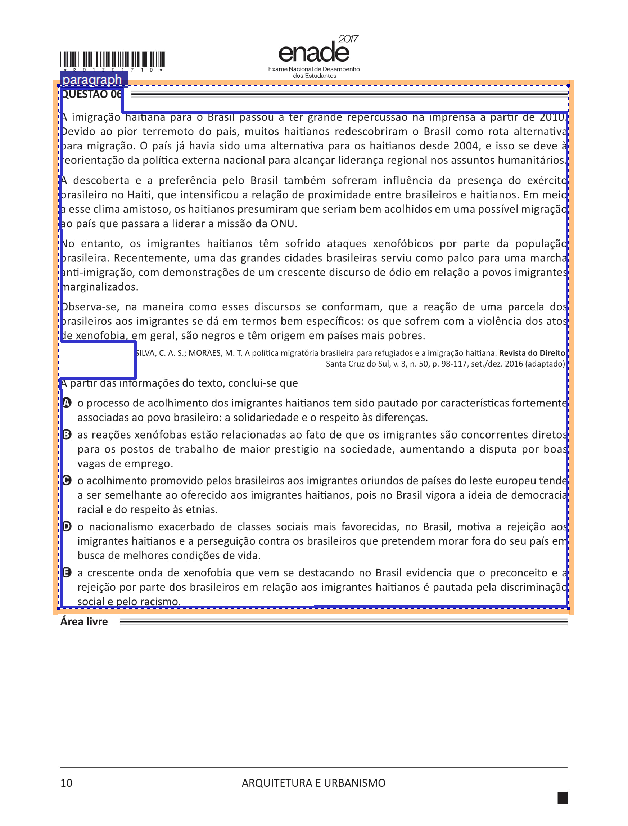 enade 2017
Exame Nacional de Desempenho
dos Estudantes
paragraph
QUESTÃO 06
A imigração haitiana para o Brasil passou a ter grande repercussão na imprensa a partir de 2010.
Devido ao pior terremoto do país, muitos haitianos redescobriram o Brasil como rota alternativa
para migração. O país já havia sido uma alternativa para os haitianos desde 2004, e isso se deve à
reorientação da política externa nacional para alcançar liderança regional nos assuntos humanitários.
A descoberta e a preferência pelo Brasil também sofreram influência da presença do exército
brasileiro no Haiti, que intensificou a relação de proximidade entre brasileiros e haitianos. Em meio
a esse clima amistoso, os haitianos presumiram que seriam bem acolhidos em uma possível migração
ao país que passara a liderar a missão da ONU.
No entanto, os imigrantes haitianos têm sofrido ataques xenofóbicos por parte da população
brasileira. Recentemente, uma das grandes cidades brasileiras serviu como palco para uma marcha
anti-imigração, com demonstrações de um crescente discurso de ódio em relação a povos imigrantes
marginalizados.
Observa-se, na maneira como esses discursos se conformam, que a reação de uma parcela dos
brasileiros aos imigrantes se dá em termos bem específicos: os que sofrem com a violência dos atos
de xenofobia, em geral, são negros e têm origem em países mais pobres.
SILVA, C. A. S.; MORAES, M. T. A política migratória brasileira para refugiados e a imigração haitiana. Revista do Direito.
Santa Cruz do Sul, v. 3, n. 50, p. 98-117, set./dez. 2016 (adaptado).
A partir das informações do texto, conclui-se que
A o processo de acolhimento dos imigrantes haitianos tem sido pautado por características fortemente
associadas ao povo brasileiro: a solidariedade e o respeito às diferenças.
B as reações xenófobas estão relacionadas ao fato de que os imigrantes são concorrentes diretos
para os postos de trabalho de maior prestígio na sociedade, aumentando a disputa por boas
vagas de emprego.
C o acolhimento promovido pelos brasileiros aos imigrantes oriundos de países do leste europeu tende
a ser semelhante ao oferecido aos imigrantes haitianos, pois no Brasil vigora a ideia de democracia
racial e do respeito às etnias.
D o nacionalismo exacerbado de classes sociais mais favorecidas, no Brasil, motiva a rejeição aos
imigrantes haitianos e a perseguição contra os brasileiros que pretendem morar fora do seu país em
busca de melhores condições de vida.
E a crescente onda de xenofobia que vem se destacando no Brasil evidencia que o preconceito e a
rejeição por parte dos brasileiros em relação aos imigrantes haitianos é pautada pela discriminação
social e pelo racismo.
Área livre
10
ARQUITETURA E URBANISMO